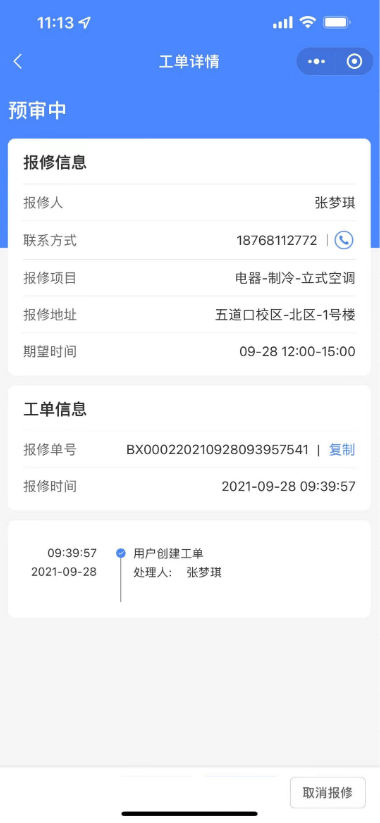 11:13
工单详情
预审中
报修信息
报修人 张梦琪
联系方式 18768112772
报修项目 电器-制冷-立式空调
报修地址 五道口校区-北区-1号楼
期望时间 09-28 12:00-15:00
工单信息
报修单号 BX000220210928093957541 | 复制
报修时间 2021-09-28 09:39:57
09:39:57 用户创建工单
2021-09-28 处理人: 张梦琪
取消报修